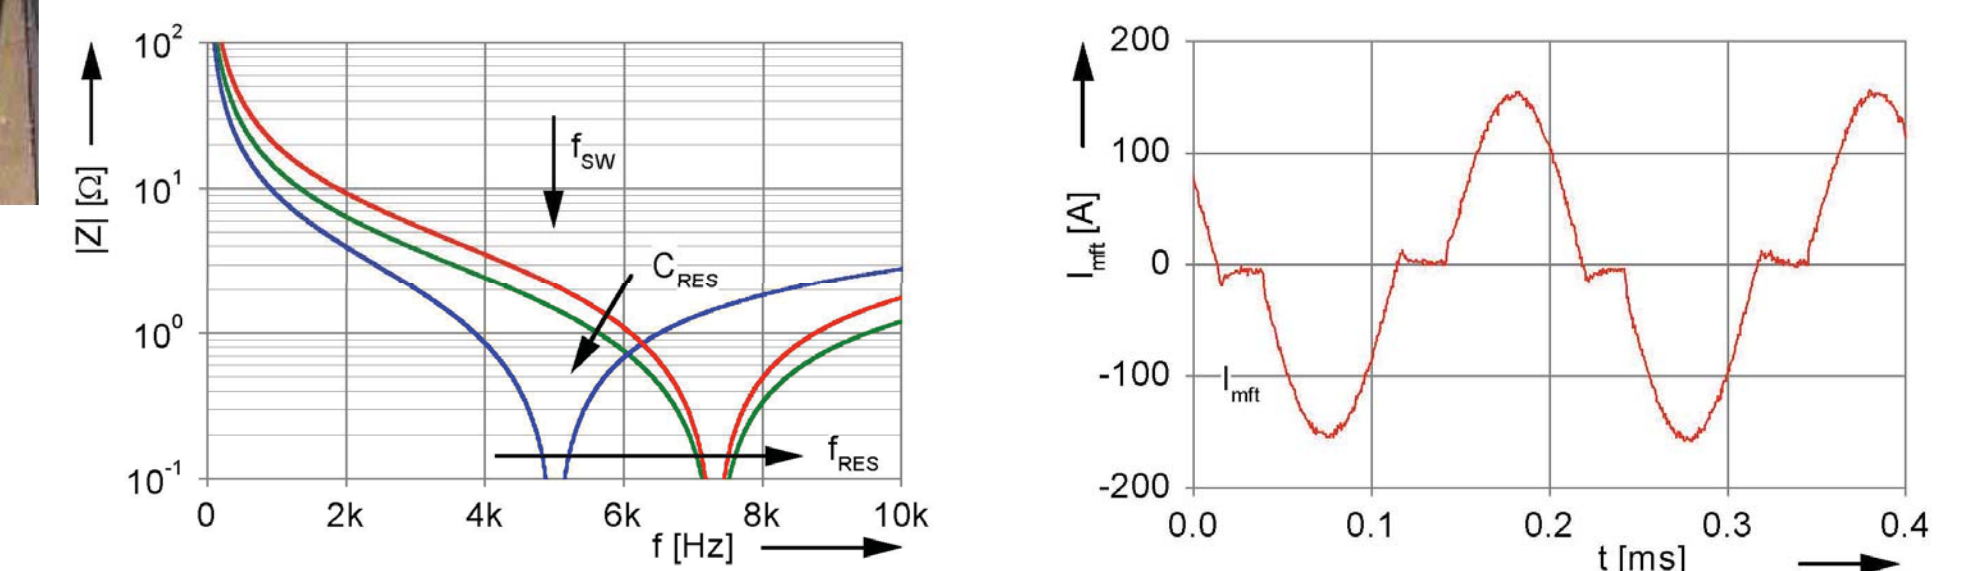 |Z| [Ω]
10²
10¹
10⁰
10⁻¹
f_SW
C_RES
f_RES
0 2k 4k 6k 8k 10k
f [Hz]
I_mft [A]
200
100
0
-100
-200
I_mft
0.0 0.1 0.2 0.3 0.4
t [ms]